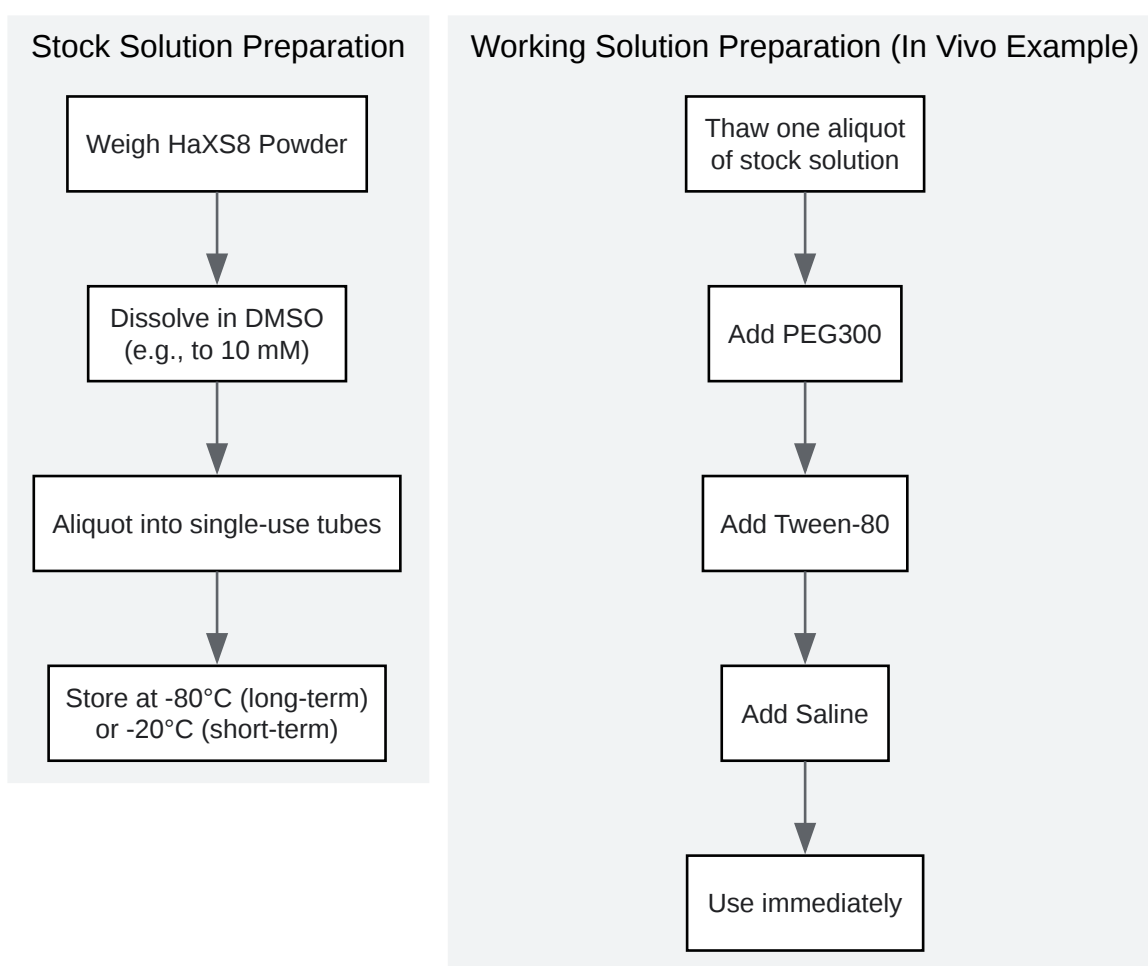 Stock Solution Preparation
Weigh HaXS8 Powder
Dissolve in DMSO
(e.g., to 10 mM)
Aliquot into single-use tubes
Store at -80°C (long-term)
or -20°C (short-term)
Working Solution Preparation (In Vivo Example)
Thaw one aliquot
of stock solution
Add PEG300
Add Tween-80
Add Saline
Use immediately